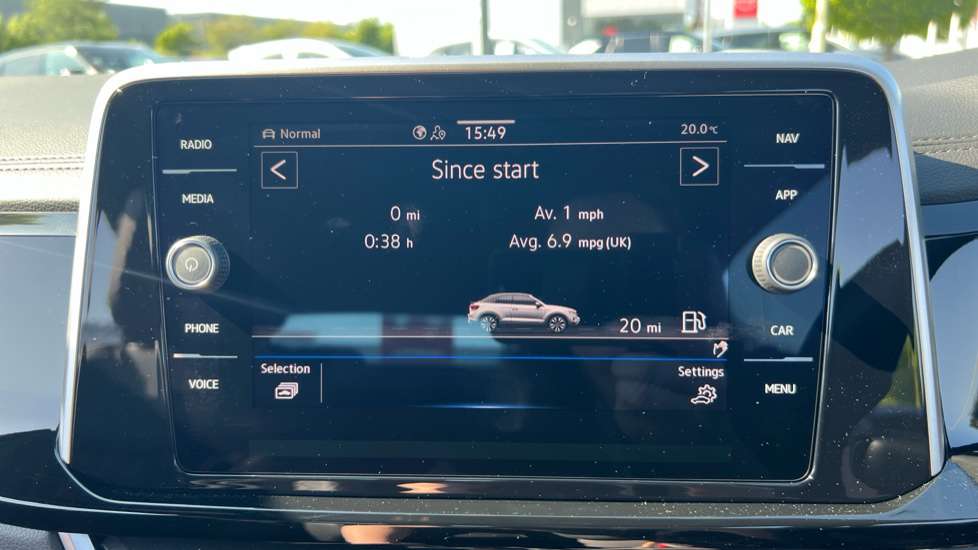 Normal
15:49
20.0°C
RADIO
MEDIA
PHONE
VOICE
Since start
0 mi
Av. 1 mph
0:38 h
Avg. 6.9 mpg (UK)
20 mi
Selection
Settings
NAV
APP
CAR
MENU